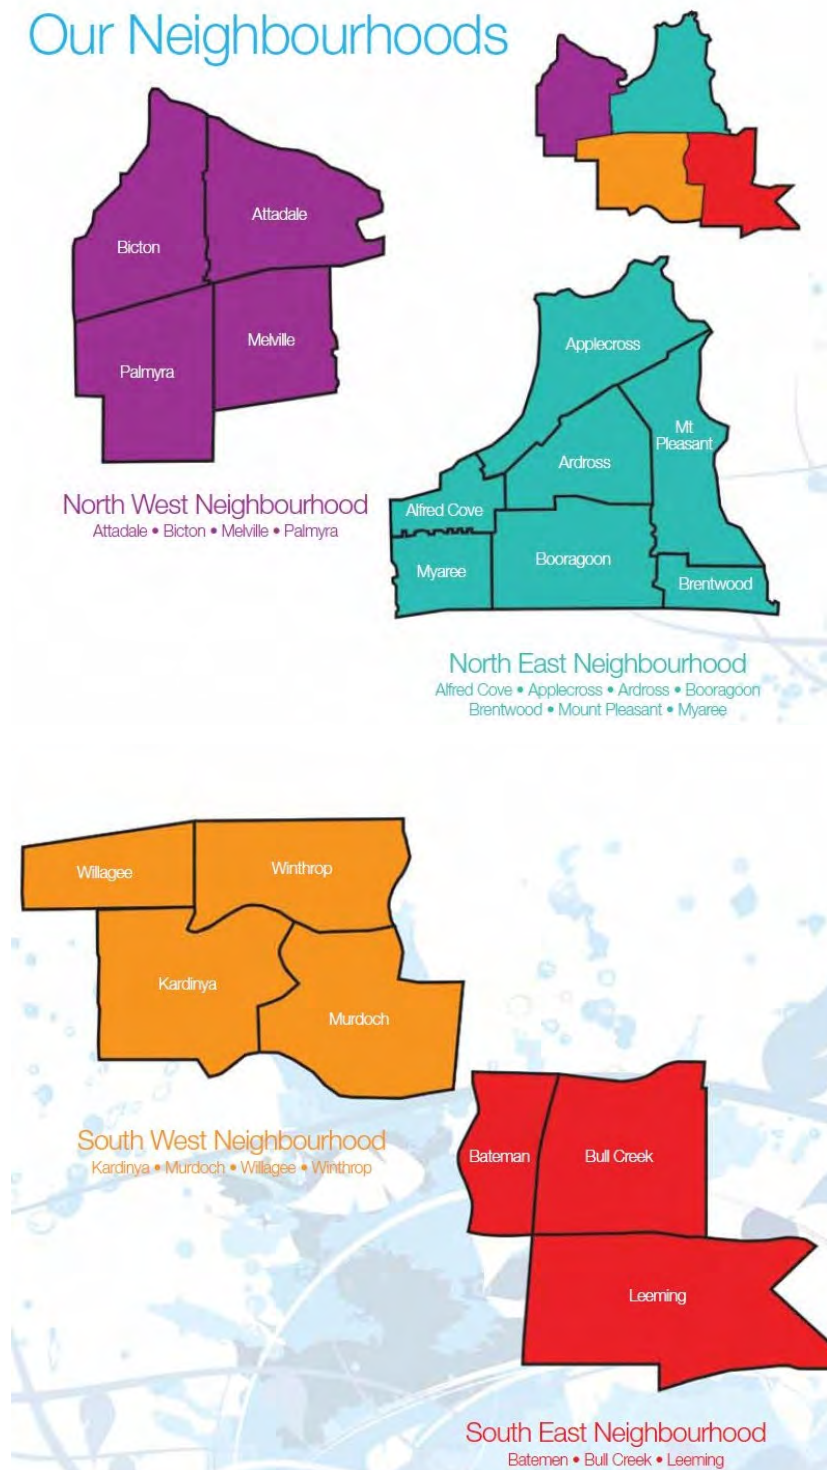 Our Neighbourhoods
Attadale
Bicton
Melville
Palmyra
North West Neighbourhood
Attadale • Bicton • Melville • Palmyra
Applecross
Mt
Pleasant
Ardross
Alfred Cove
Booragoon
Myaree
Brentwood
North East Neighbourhood
Alfred Cove • Applecross • Ardross • Booragoon
Brentwood • Mount Pleasant • Myaree
Willagee
Winthrop
Kardinya
Murdoch
South West Neighbourhood
Kardinya • Murdoch • Willagee • Winthrop
Bateman
Bull Creek
Leeming
South East Neighbourhood
Batemen • Bull Creek • Leeming